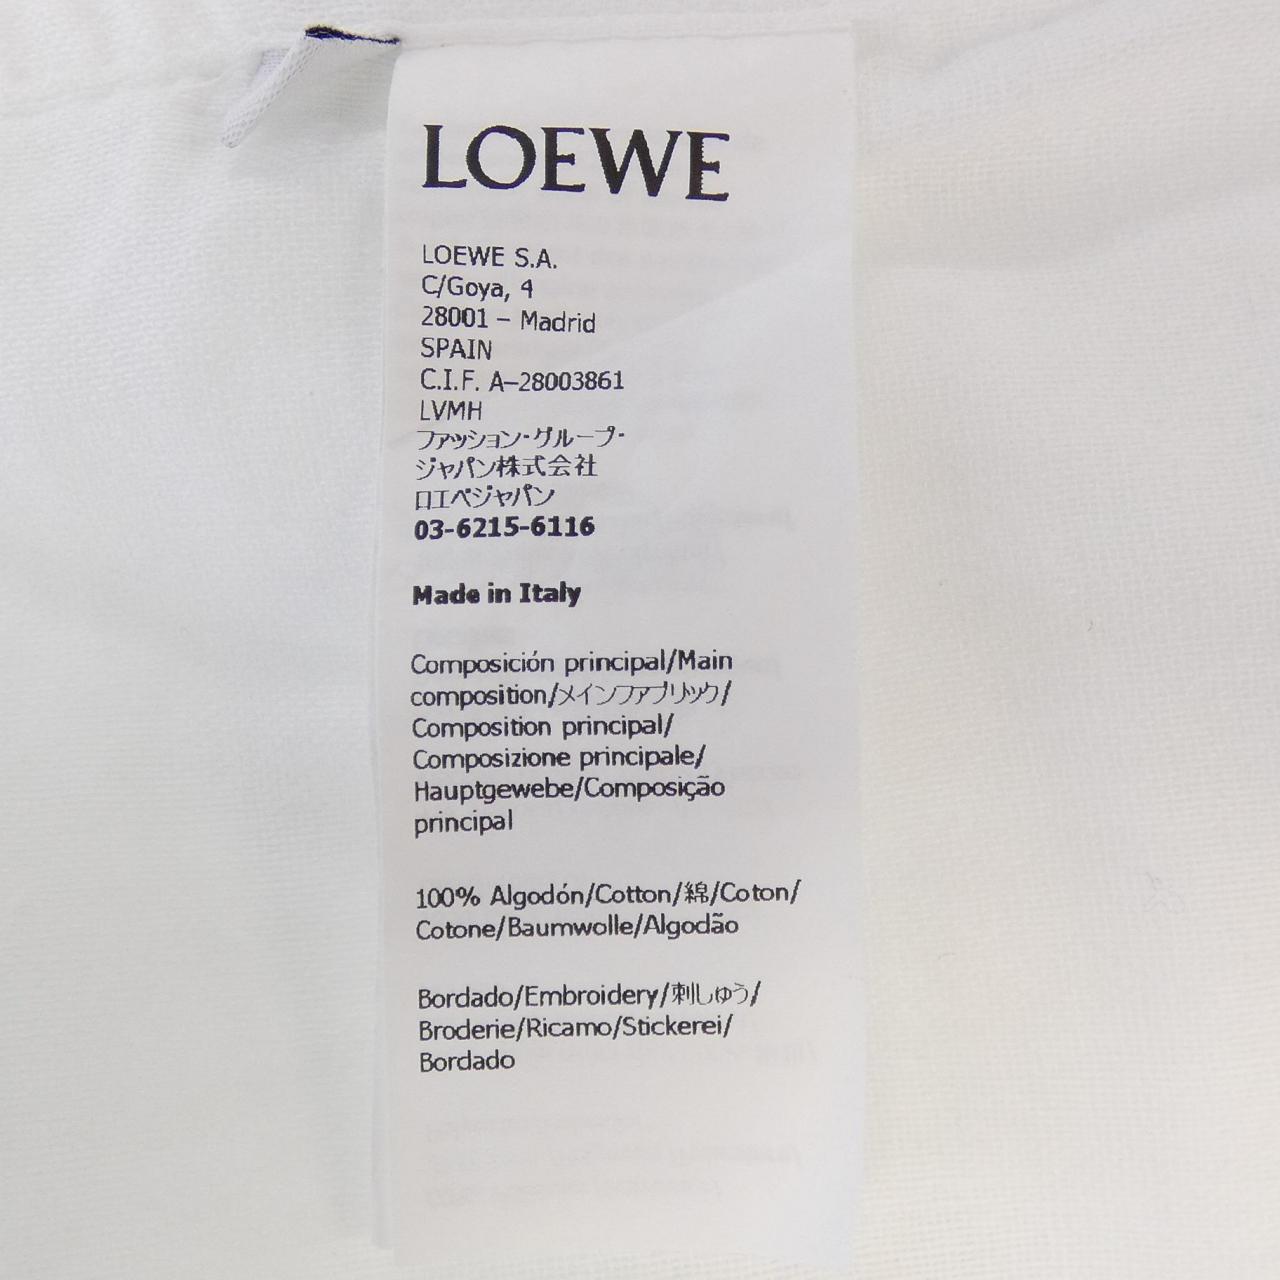 LOEWE
LOEWE S.A.
C/Goya, 4
28001 – Madrid
SPAIN
C.I.F. A–28003861
LVMH
ファッション・グループ・
ジャパン株式会社
ロエベジャパン
03-6215-6116
Made in Italy
Composición principal/Main
composition/メインファブリック/
Composition principal/
Composizione principale/
Hauptgewebe/Composição
principal
100% Algodón/Cotton/綿/Coton/
Cotone/Baumwolle/Algodão
Bordado/Embroidery/刺しゅう/
Broderie/Ricamo/Stickerei/
Bordado